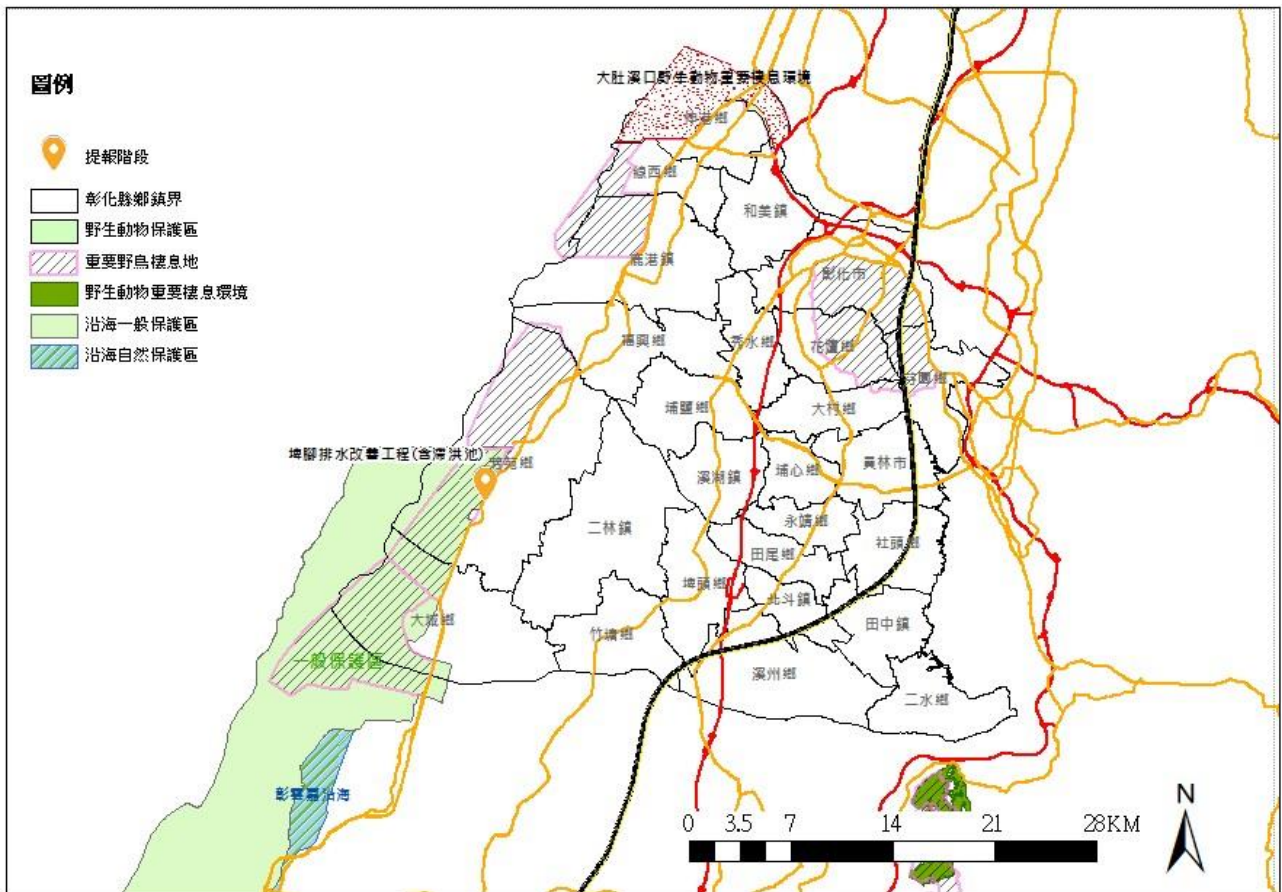 圖例
提報階段
彰化縣鄉鎮界
野生動物保護區
重要野鳥棲息地
野生動物重要棲息環境
沿海一般保護區
沿海自然保護區
大肚溪口野生動物重要棲息環境
伸港鄉
線西鄉
和美鎮
鹿港鎮
彰化市
福興鄉
秀水鄉
花壇鄉
芬園鄉
埔鹽鄉
大村鄉
埤腳排水改善工程(含滯洪池)
芳苑鄉
溪湖鎮
埔心鄉
員林市
二林鎮
永靖鄉
社頭鄉
田尾鄉
埤頭鄉
北斗鎮
大城鄉
竹塘鄉
田中鎮
一般保護區
溪州鄉
二水鄉
彰雲嘉沿海
N
0 3.5 7 14 21 28KM